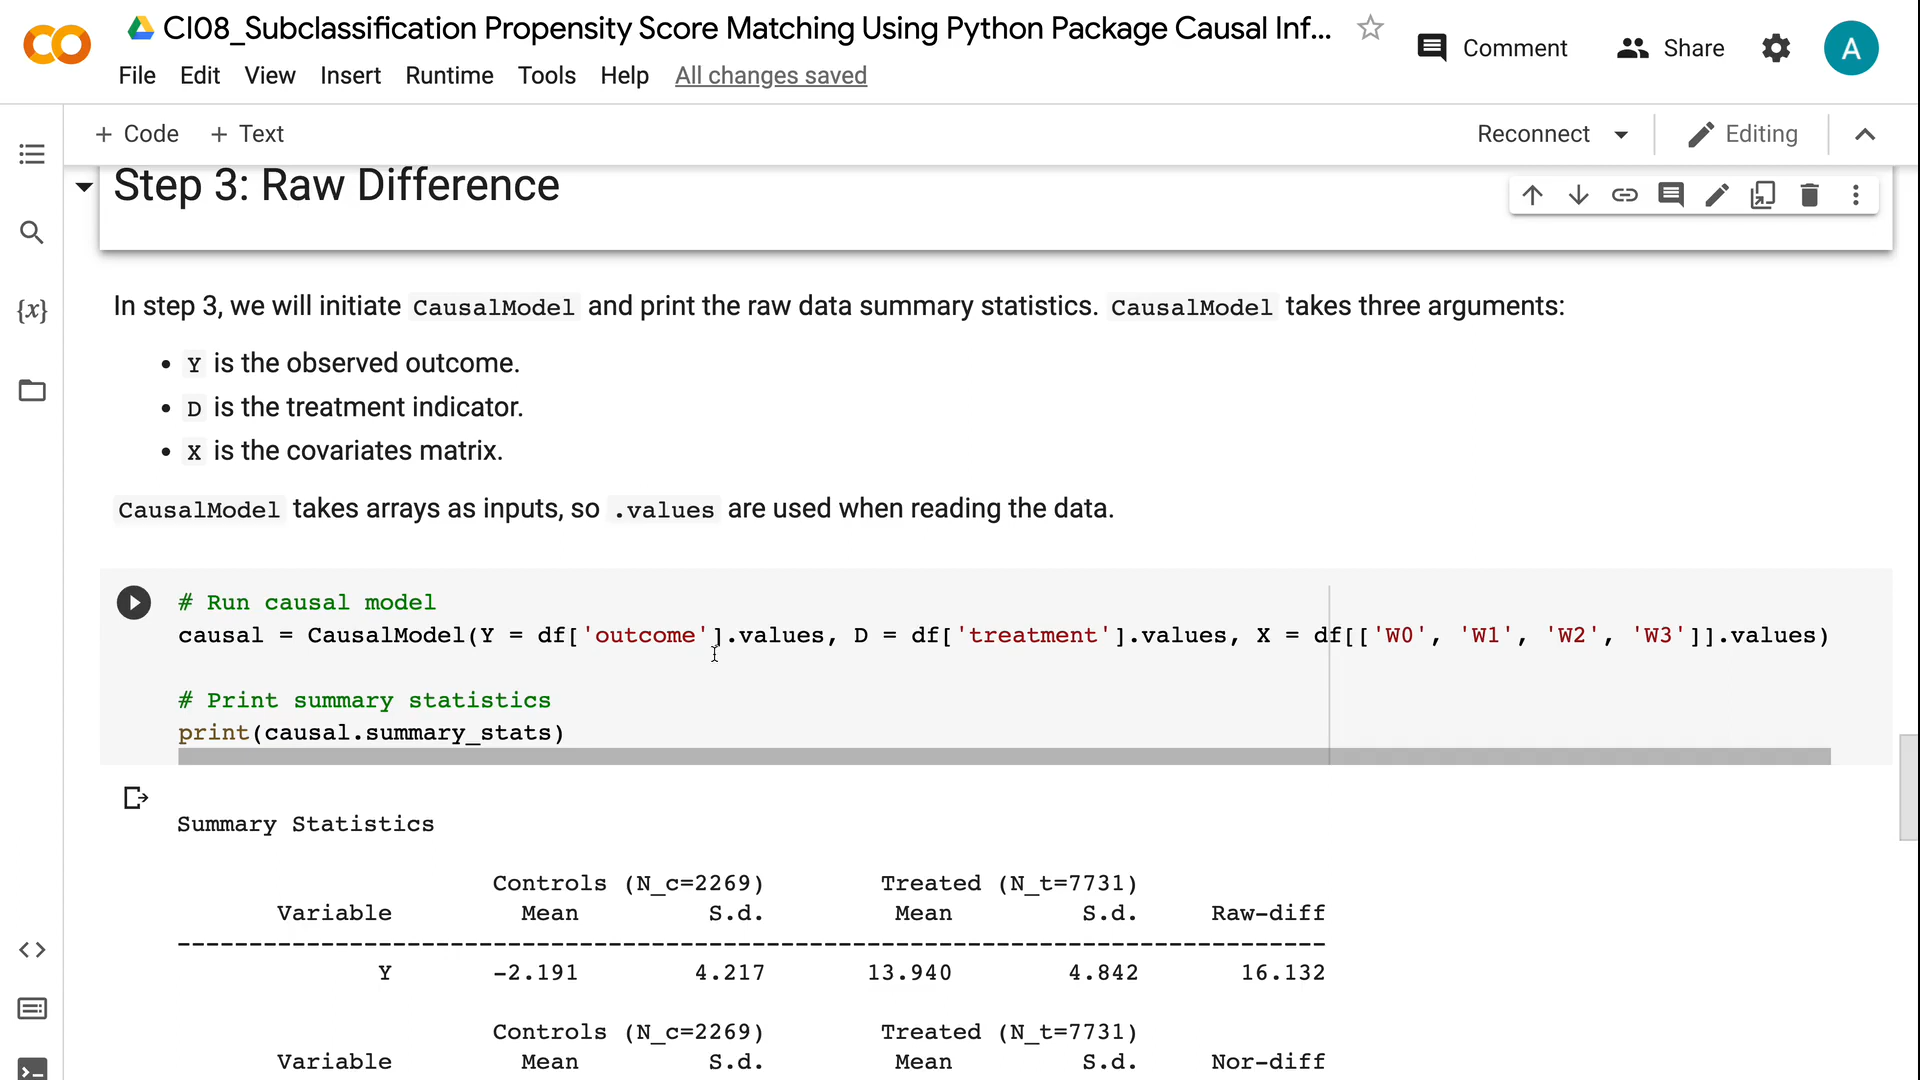 CI08_Subclassification Propensity Score Matching Using Python Package Causal Inf...
Comment
Share
A
File Edit View Insert Runtime Tools Help All changes saved
+ Code + Text
Reconnect
Editing
Step 3: Raw Difference
{x}
In step 3, we will initiate CausalModel and print the raw data summary statistics. CausalModel takes three arguments:
• Y is the observed outcome.
• D is the treatment indicator.
• X is the covariates matrix.
CausalModel takes arrays as inputs, so .values are used when reading the data.
# Run causal model
causal = CausalModel(Y = df['outcome'].values, D = df['treatment'].values, X = df[['W0', 'W1', 'W2', 'W3']].values)
# Print summary statistics
print(causal.summary_stats)
Summary Statistics
Controls (N_c=2269) Treated (N_t=7731)
Variable Mean S.d. Mean S.d. Raw-diff
--------------------------------------------------------------------------------
Y -2.191 4.217 13.940 4.842 16.132
Controls (N_c=2269) Treated (N_t=7731)
Variable Mean S.d. Mean S.d. Nor-diff